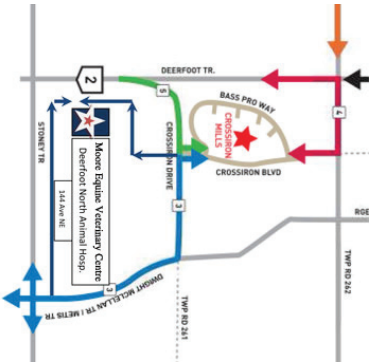 DEERFOOT TR.
2
5
BASS PRO WAY
CROSSIRON
MILLS
4
CROSSIRON BLVD
CROSSIRON DRIVE
STONEY TR
Moore Equine Veterinary Centre
Deerfoot North Animal Hosp.
144 Ave NE
3
RGE
TWP RD 262
TWP RD 261
3
DWIGHT MCLELLAN TR / METIS TR